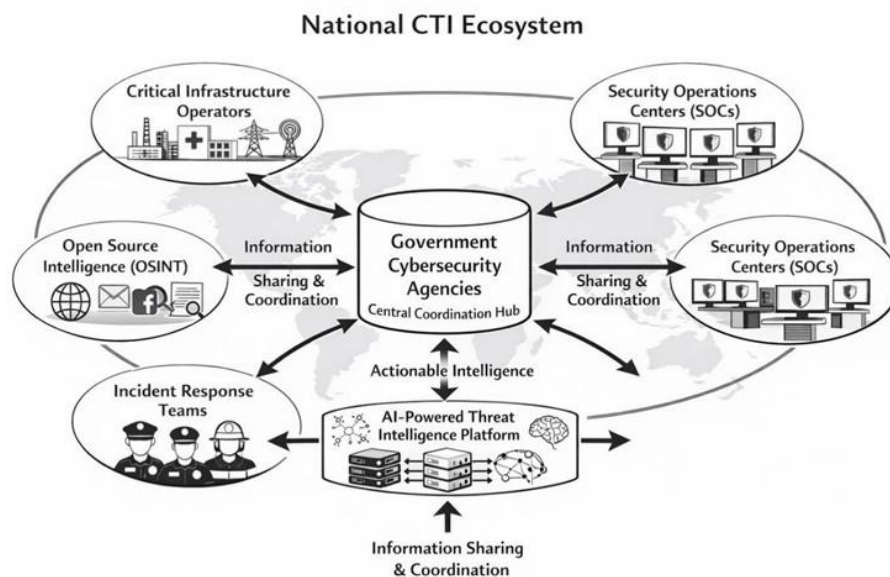 National CTI Ecosystem
Critical Infrastructure
Operators
Security Operations
Centers (SOCs)
Open Source
Intelligence (OSINT)
Information
Sharing &
Coordination
Government
Cybersecurity
Agencies
Central Coordination Hub
Information
Sharing &
Coordination
Security Operations
Centers (SOCs)
Actionable Intelligence
Incident Response
Teams
AI-Powered Threat
Intelligence Platform
Information Sharing
& Coordination